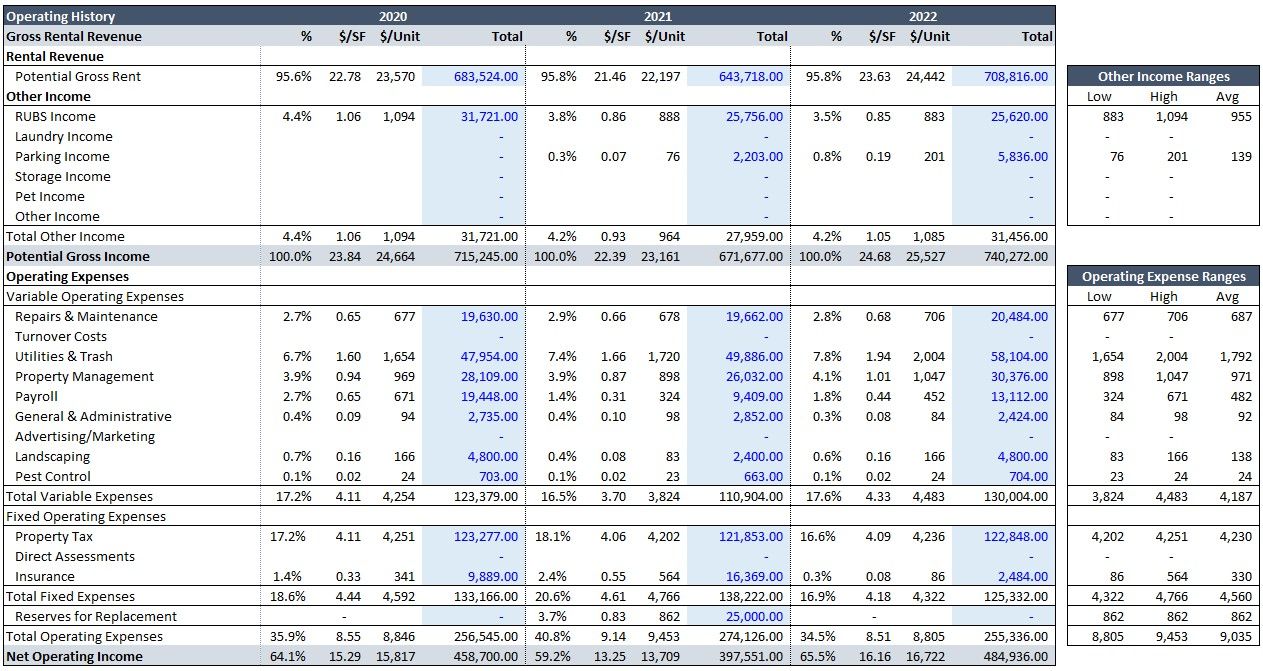 Operating History 2020 2021 2022
Gross Rental Revenue % $/SF $/Unit Total % $/SF $/Unit Total % $/SF $/Unit Total
Rental Revenue
Potential Gross Rent 95.6% 22.78 23,570 683,524.00 95.8% 21.46 22,197 643,718.00 95.8% 23.63 24,442 708,816.00 Other Income Ranges
Other Income Low High Avg
RUBS Income 4.4% 1.06 1,094 31,721.00 3.8% 0.86 888 25,756.00 3.5% 0.85 883 25,620.00 883 1,094 955
Laundry Income - - - - -
Parking Income - 0.3% 0.07 76 2,203.00 0.8% 0.19 201 5,836.00 76 201 139
Storage Income - - - - -
Pet Income - - - - -
Other Income - - - - -
Total Other Income 4.4% 1.06 1,094 31,721.00 4.2% 0.93 964 27,959.00 4.2% 1.05 1,085 31,456.00
Potential Gross Income 100.0% 23.84 24,664 715,245.00 100.0% 22.39 23,161 671,677.00 100.0% 24.68 25,527 740,272.00
Operating Expenses Operating Expense Ranges
Variable Operating Expenses Low High Avg
Repairs & Maintenance 2.7% 0.65 677 19,630.00 2.9% 0.66 678 19,662.00 2.8% 0.68 706 20,484.00 677 706 687
Turnover Costs - - - - -
Utilities & Trash 6.7% 1.60 1,654 47,954.00 7.4% 1.66 1,720 49,886.00 7.8% 1.94 2,004 58,104.00 1,654 2,004 1,792
Property Management 3.9% 0.94 969 28,109.00 3.9% 0.87 898 26,032.00 4.1% 1.01 1,047 30,376.00 898 1,047 971
Payroll 2.7% 0.65 671 19,448.00 1.4% 0.31 324 9,409.00 1.8% 0.44 452 13,112.00 324 671 482
General & Administrative 0.4% 0.09 94 2,735.00 0.4% 0.10 98 2,852.00 0.3% 0.08 84 2,424.00 84 98 92
Advertising/Marketing - - - - -
Landscaping 0.7% 0.16 166 4,800.00 0.4% 0.08 83 2,400.00 0.6% 0.16 166 4,800.00 83 166 138
Pest Control 0.1% 0.02 24 703.00 0.1% 0.02 23 663.00 0.1% 0.02 24 704.00 23 24 24
Total Variable Expenses 17.2% 4.11 4,254 123,379.00 16.5% 3.70 3,824 110,904.00 17.6% 4.33 4,483 130,004.00 3,824 4,483 4,187
Fixed Operating Expenses
Property Tax 17.2% 4.11 4,251 123,277.00 18.1% 4.06 4,202 121,853.00 16.6% 4.09 4,236 122,848.00 4,202 4,251 4,230
Direct Assessments - - - - -
Insurance 1.4% 0.33 341 9,889.00 2.4% 0.55 564 16,369.00 0.3% 0.08 86 2,484.00 86 564 330
Total Fixed Expenses 18.6% 4.44 4,592 133,166.00 20.6% 4.61 4,766 138,222.00 16.9% 4.18 4,322 125,332.00 4,322 4,766 4,560
Reserves for Replacement - - 3.7% 0.83 862 25,000.00 - - 862 862 862
Total Operating Expenses 35.9% 8.55 8,846 256,545.00 40.8% 9.14 9,453 274,126.00 34.5% 8.51 8,805 255,336.00 8,805 9,453 9,035
Net Operating Income 64.1% 15.29 15,817 458,700.00 59.2% 13.25 13,709 397,551.00 65.5% 16.16 16,722 484,936.00